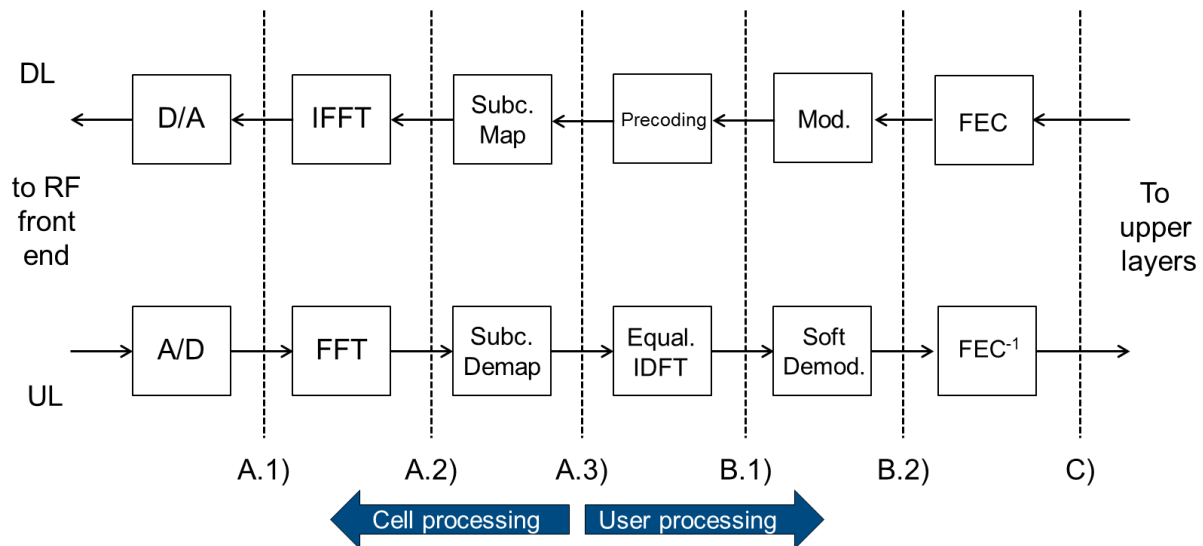 DL
D/A
IFFT
Subc.
Map
Precoding
Mod.
FEC
to RF
front
end
To
upper
layers
A/D
FFT
Subc.
Demap
Equal.
IDFT
Soft
Demod.
FEC-1
UL
A.1)
A.2)
A.3)
B.1)
B.2)
C)
Cell processing
User processing